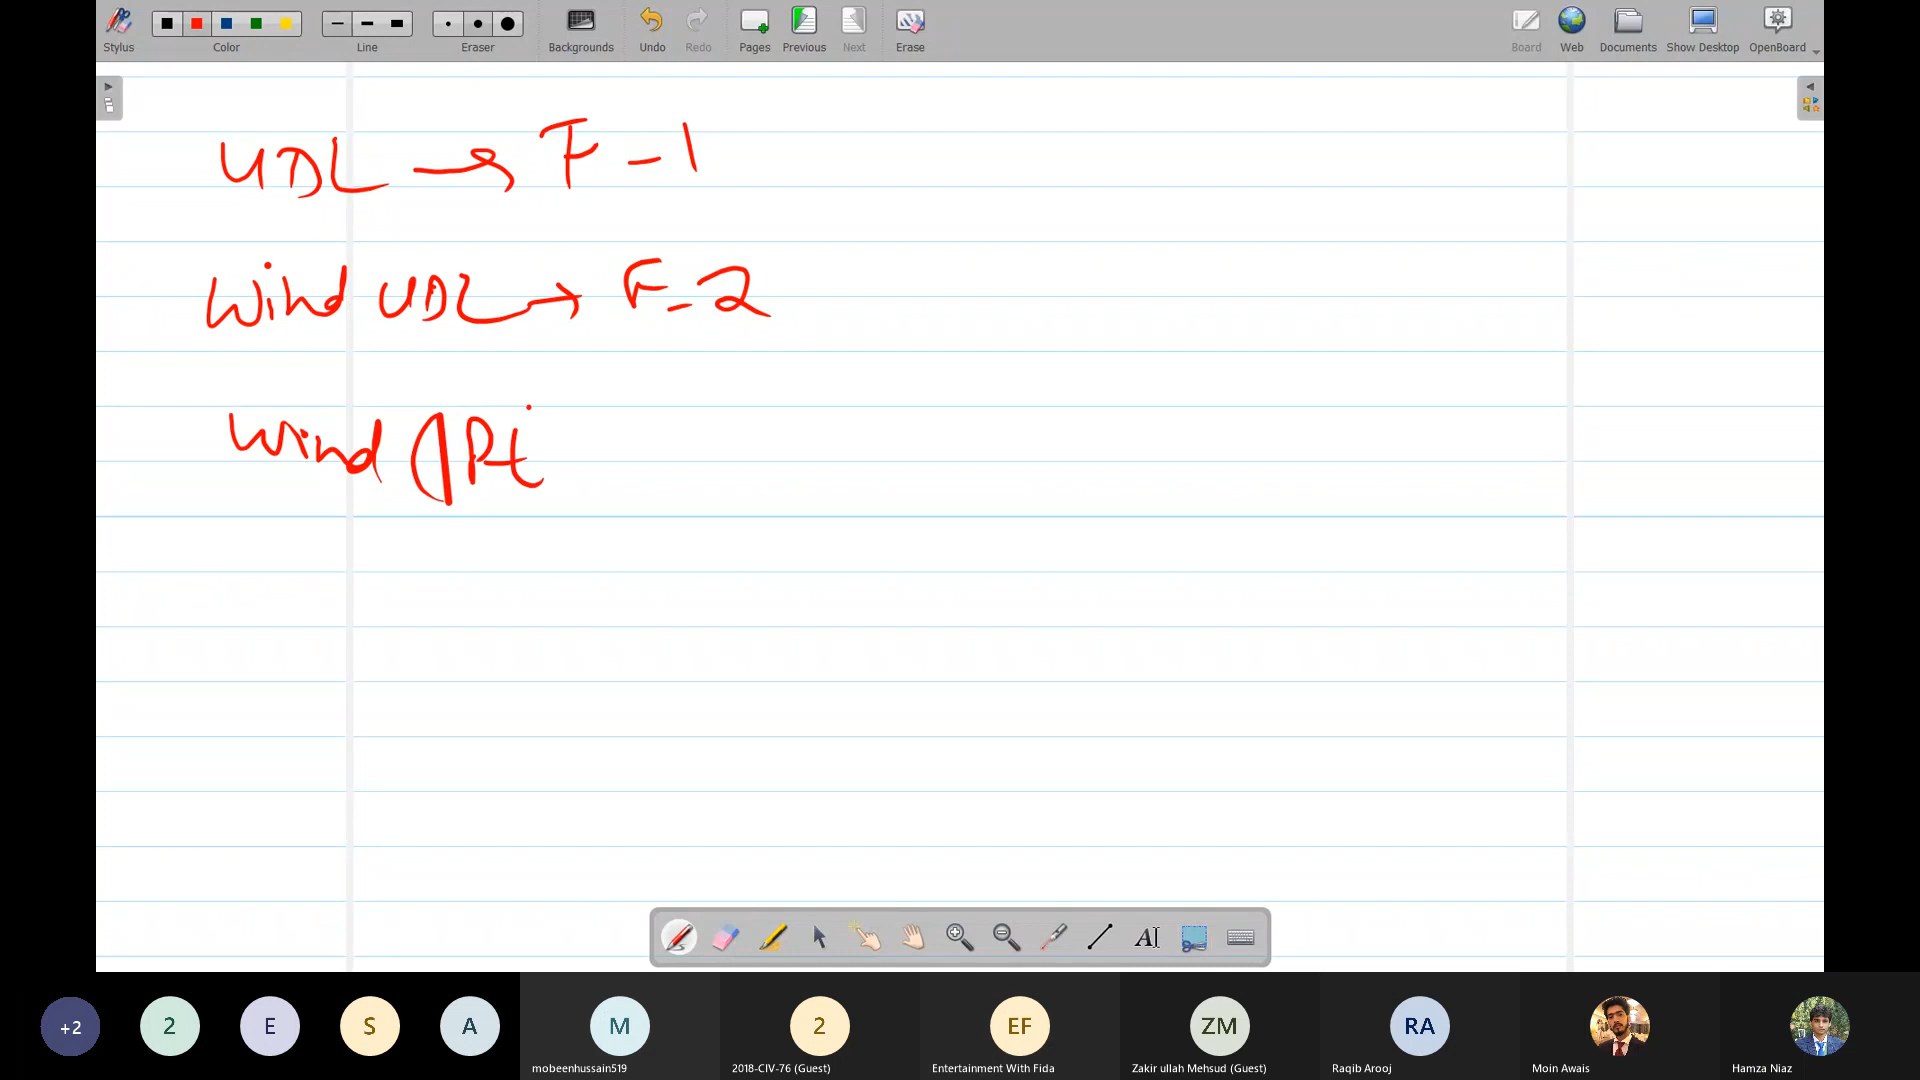 Stylus Color Line Eraser Backgrounds Undo Redo Pages Previous Next Erase Board Web Documents Show Desktop OpenBoard
UDL → F-1
Wind UDL → F-2
Wind
+2 2 E S A M 2 EF ZM RA
mobeenhussain519 2018-CIV-76 (Guest) Entertainment With Fida Zakir ullah Mehsud (Guest) Raqib Arooj Moin Awais Hamza Niaz